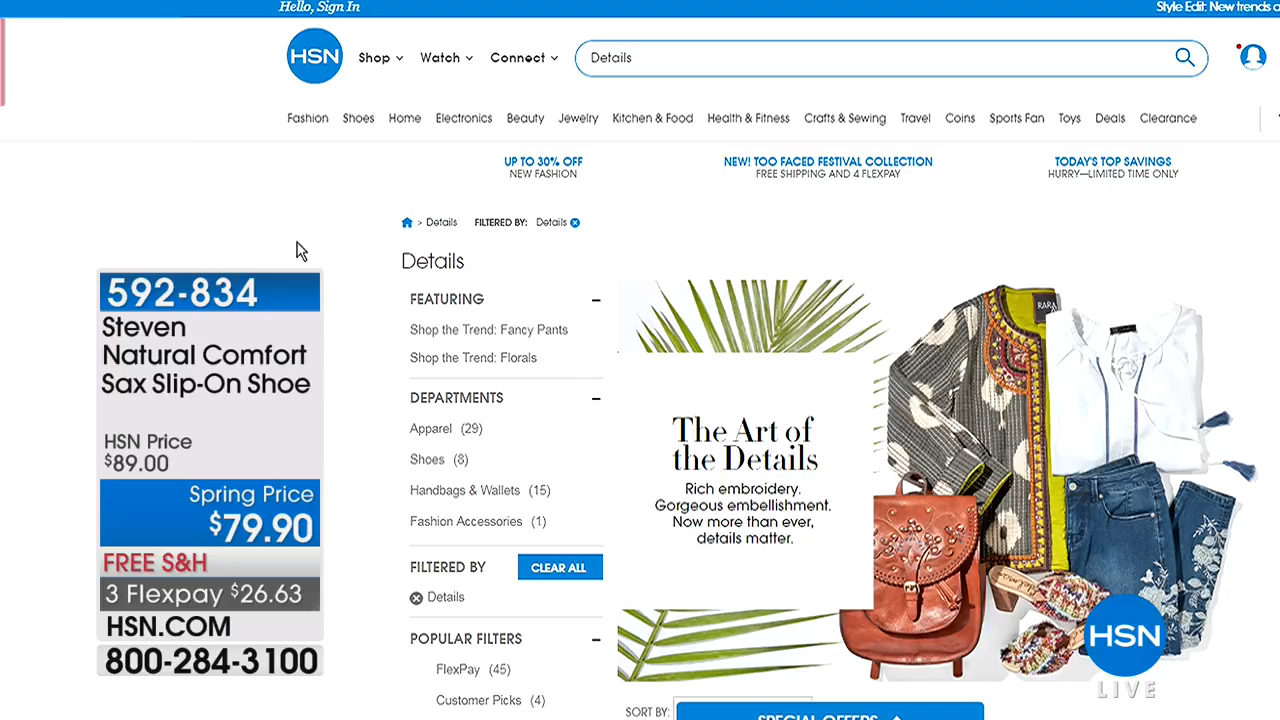 Hello, Sign In
Style Edit: New trends
HSN
Shop
Watch
Connect
Details
Fashion
Shoes
Home
Electronics
Beauty
Jewelry
Kitchen & Food
Health & Fitness
Crafts & Sewing
Travel
Coins
Sports Fan
Toys
Deals
Clearance
UP TO 30% OFF
NEW FASHION
NEW! TOO FACED FESTIVAL COLLECTION
FREE SHIPPING AND 4 FLEXPAY
TODAY'S TOP SAVINGS
HURRY—LIMITED TIME ONLY
> Details
FILTERED BY: Details
Details
FEATURING
Shop the Trend: Fancy Pants
Shop the Trend: Florals
DEPARTMENTS
Apparel (29)
Shoes (8)
Handbags & Wallets (15)
Fashion Accessories (1)
FILTERED BY
CLEAR ALL
Details
POPULAR FILTERS
FlexPay (45)
Customer Picks (4)
592-834
Steven
Natural Comfort
Sax Slip-On Shoe
HSN Price
$89.00
Spring Price
$79.90
FREE S&H
3 Flexpay $26.63
HSN.COM
800-284-3100
The Art of
the Details
Rich embroidery.
Gorgeous embellishment.
Now more than ever,
details matter.
RARA
HSN
LIVE
SORT BY:
SPECIAL OFFERS